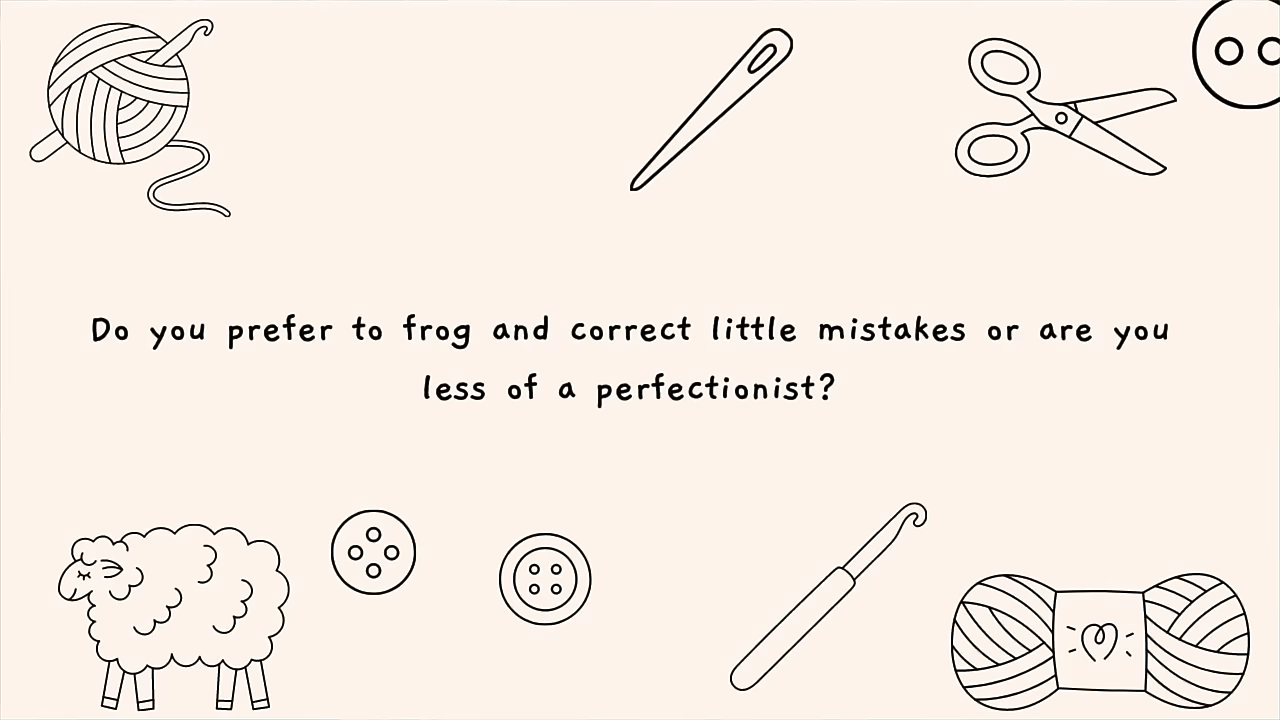 Do you prefer to frog and correct little mistakes or are you
less of a perfectionist?